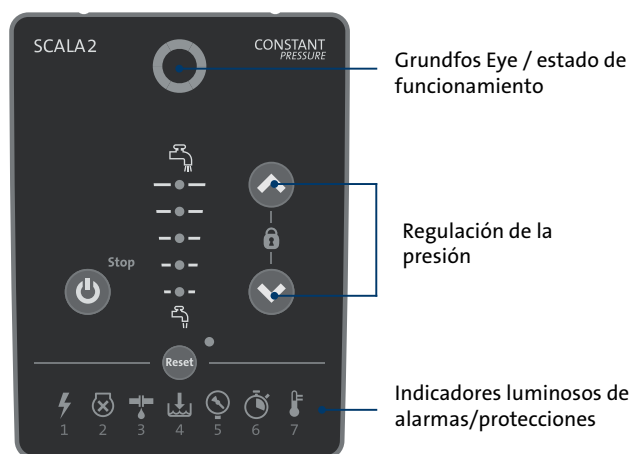 SCALA2
CONSTANT
PRESSURE
Grundfos Eye / estado de
funcionamiento
Regulación de la
presión
Stop
Reset
Indicadores luminosos de
alarmas/protecciones
1 2 3 4 5 6 7